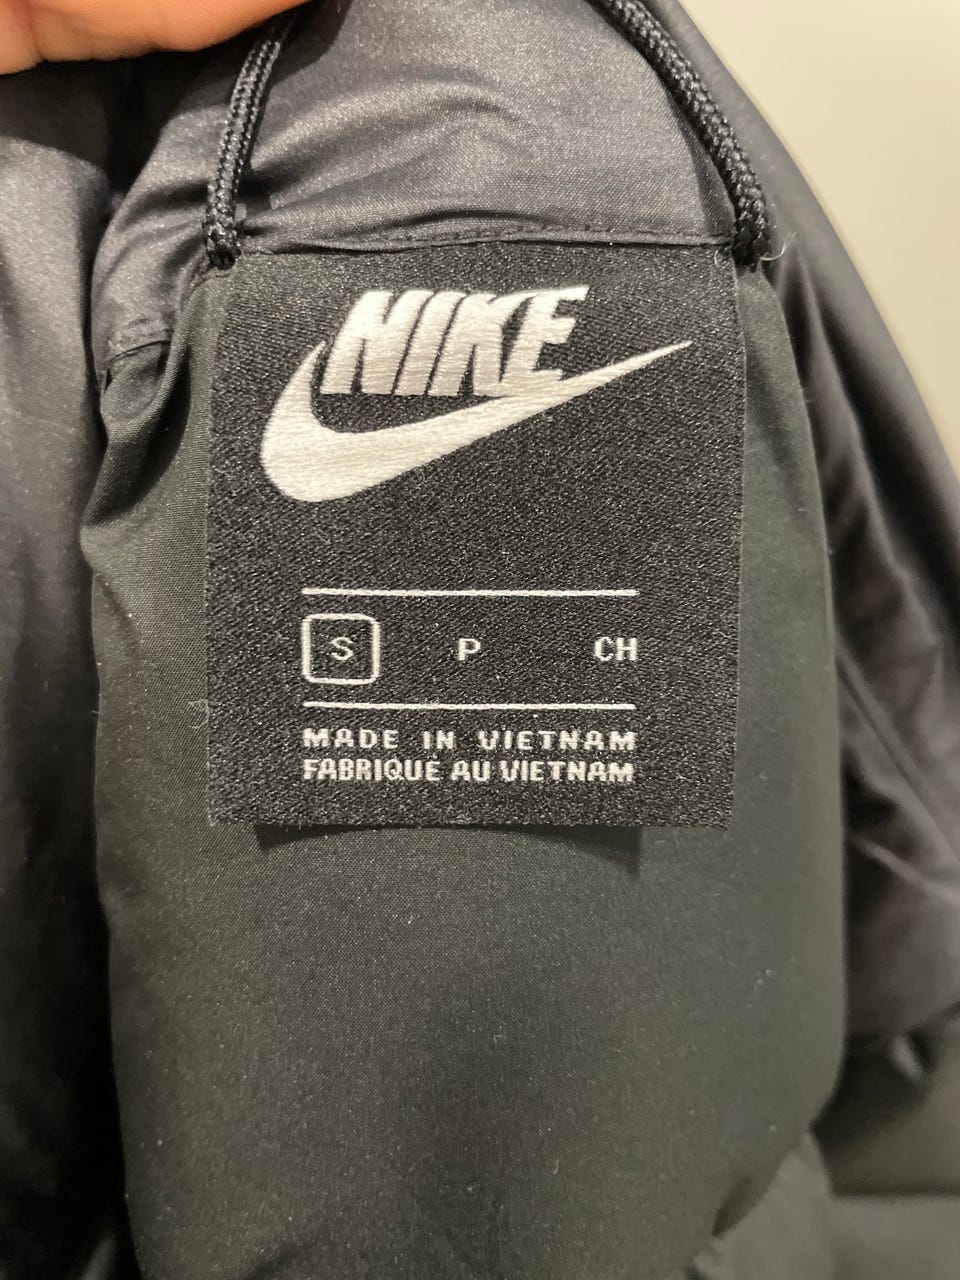 NIKE
S P CH
MADE IN VIETNAM
FABRIQUE AU VIETNAM